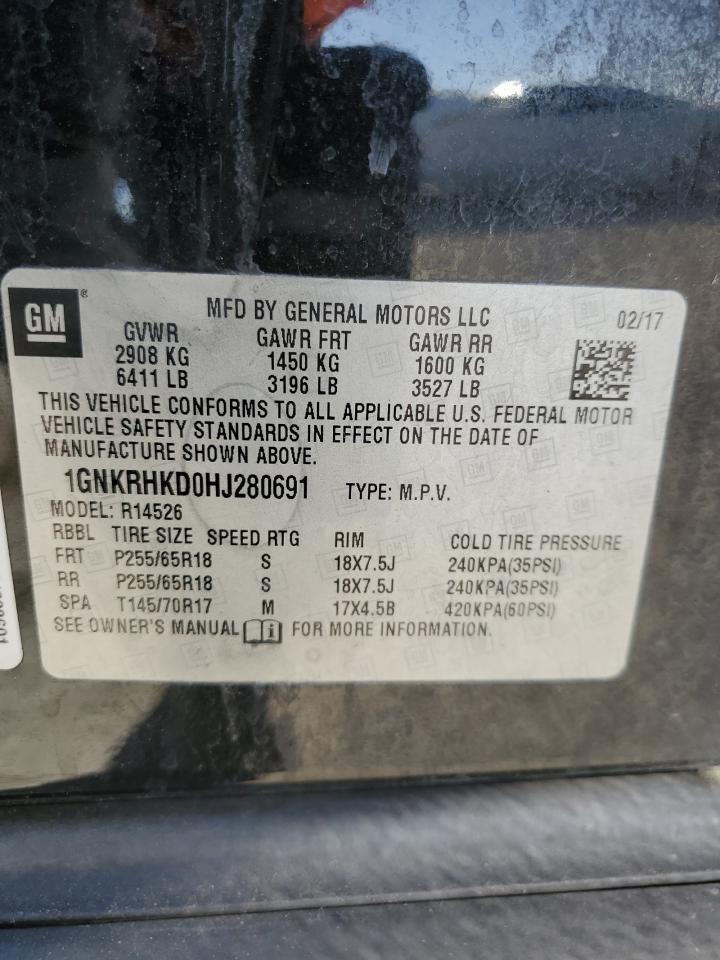 GM ® MFD BY GENERAL MOTORS LLC 02/17
GVWR GAWR FRT GAWR RR
2908 KG 1450 KG 1600 KG
6411 LB 3196 LB 3527 LB
THIS VEHICLE CONFORMS TO ALL APPLICABLE U.S. FEDERAL MOTOR
VEHICLE SAFETY STANDARDS IN EFFECT ON THE DATE OF
MANUFACTURE SHOWN ABOVE.
1GNKRHKD0HJ280691 TYPE: M.P.V.
MODEL: R14526
RBBL TIRE SIZE SPEED RTG RIM COLD TIRE PRESSURE
FRT P255/65R18 S 18X7.5J 240KPA(35PSI)
RR P255/65R18 S 18X7.5J 240KPA(35PSI)
SPA T145/70R17 M 17X4.5B 420KPA(60PSI)
SEE OWNER'S MANUAL FOR MORE INFORMATION.